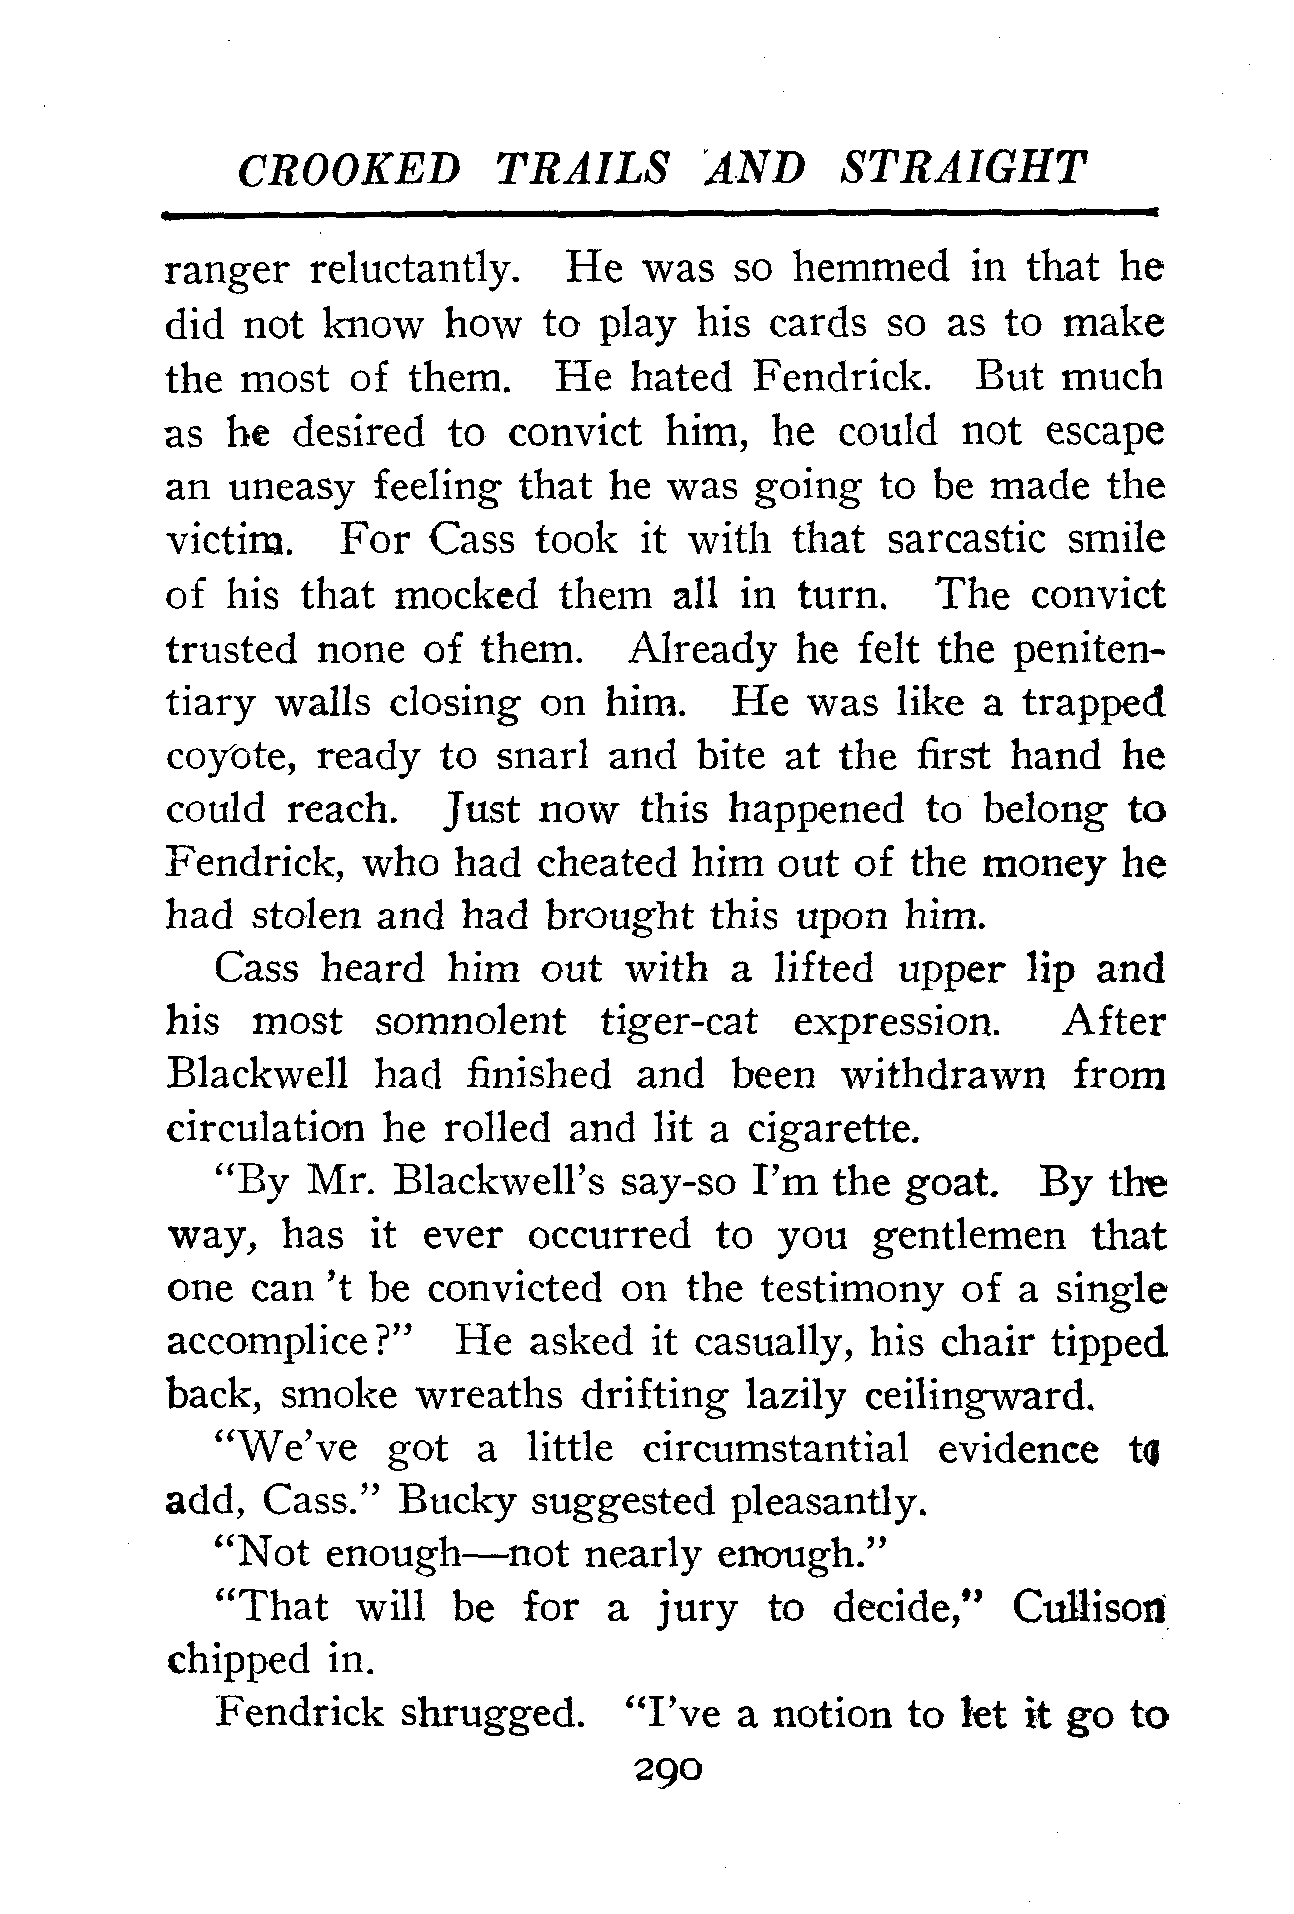 CROOKED TRAILS AND STRAIGHT
ranger reluctantly. He was so hemmed in that he
did not know how to play his cards so as to make
the most of them. He hated Fendrick. But much
as he desired to convict him, he could not escape
an uneasy feeling that he was going to be made the
victim. For Cass took it with that sarcastic smile
of his that mocked them all in turn. The convict
trusted none of them. Already he felt the peniten-
tiary walls closing on him. He was like a trapped
coyote, ready to snarl and bite at the first hand he
could reach. Just now this happened to belong to
Fendrick, who had cheated him out of the money he
had stolen and had brought this upon him.
Cass heard him out with a lifted upper lip and
his most somnolent tiger-cat expression. After
Blackwell had finished and been withdrawn from
circulation he rolled and lit a cigarette.
“By Mr. Blackwell’s say-so I’m the goat. By the
way, has it ever occurred to you gentlemen that
one can ’t be convicted on the testimony of a single
accomplice?” He asked it casually, his chair tipped
back, smoke wreaths drifting lazily ceilingward.
“We’ve got a little circumstantial evidence to
add, Cass.” Bucky suggested pleasantly.
“Not enough—not nearly enough.”
“That will be for a jury to decide,” Cullison
chipped in.
Fendrick shrugged. “I’ve a notion to let it go to
290